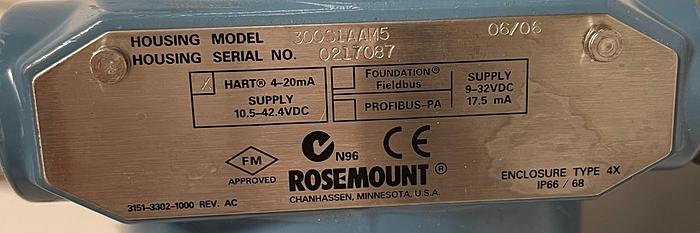 HOUSING MODEL 300S1AAM5 06/06
HOUSING SERIAL NO. 0217087
HART® 4-20mA
SUPPLY
10.5-42.4VDC
FOUNDATION®
Fieldbus
PROFIBUS-PA
SUPPLY
9-32VDC
17.5 mA
FM
APPROVED
N96
CE
ROSEMOUNT®
CHANHASSEN, MINNESOTA, U.S.A.
ENCLOSURE TYPE 4X
IP66 / 68
3151-3302-1000 REV. AC